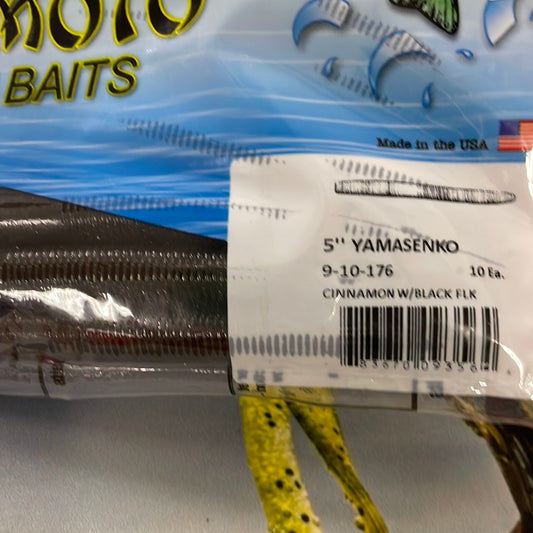 BAITS
Made in the USA
5'' YAMASENKO
9-10-176 10 Ea.
CINNAMON W/BLACK FLK